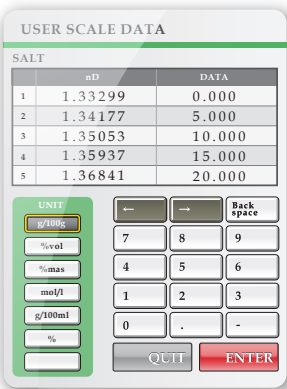 USER SCALE DATA
SALT
nD DATA
1 1.33299 0.000
2 1.34177 5.000
3 1.35053 10.000
4 1.35937 15.000
5 1.36841 20.000
UNIT
g/100g
%vol
%mas
mol/l
g/100ml
%
← → Back space
7 8 9
4 5 6
1 2 3
0 . -
QUIT ENTER